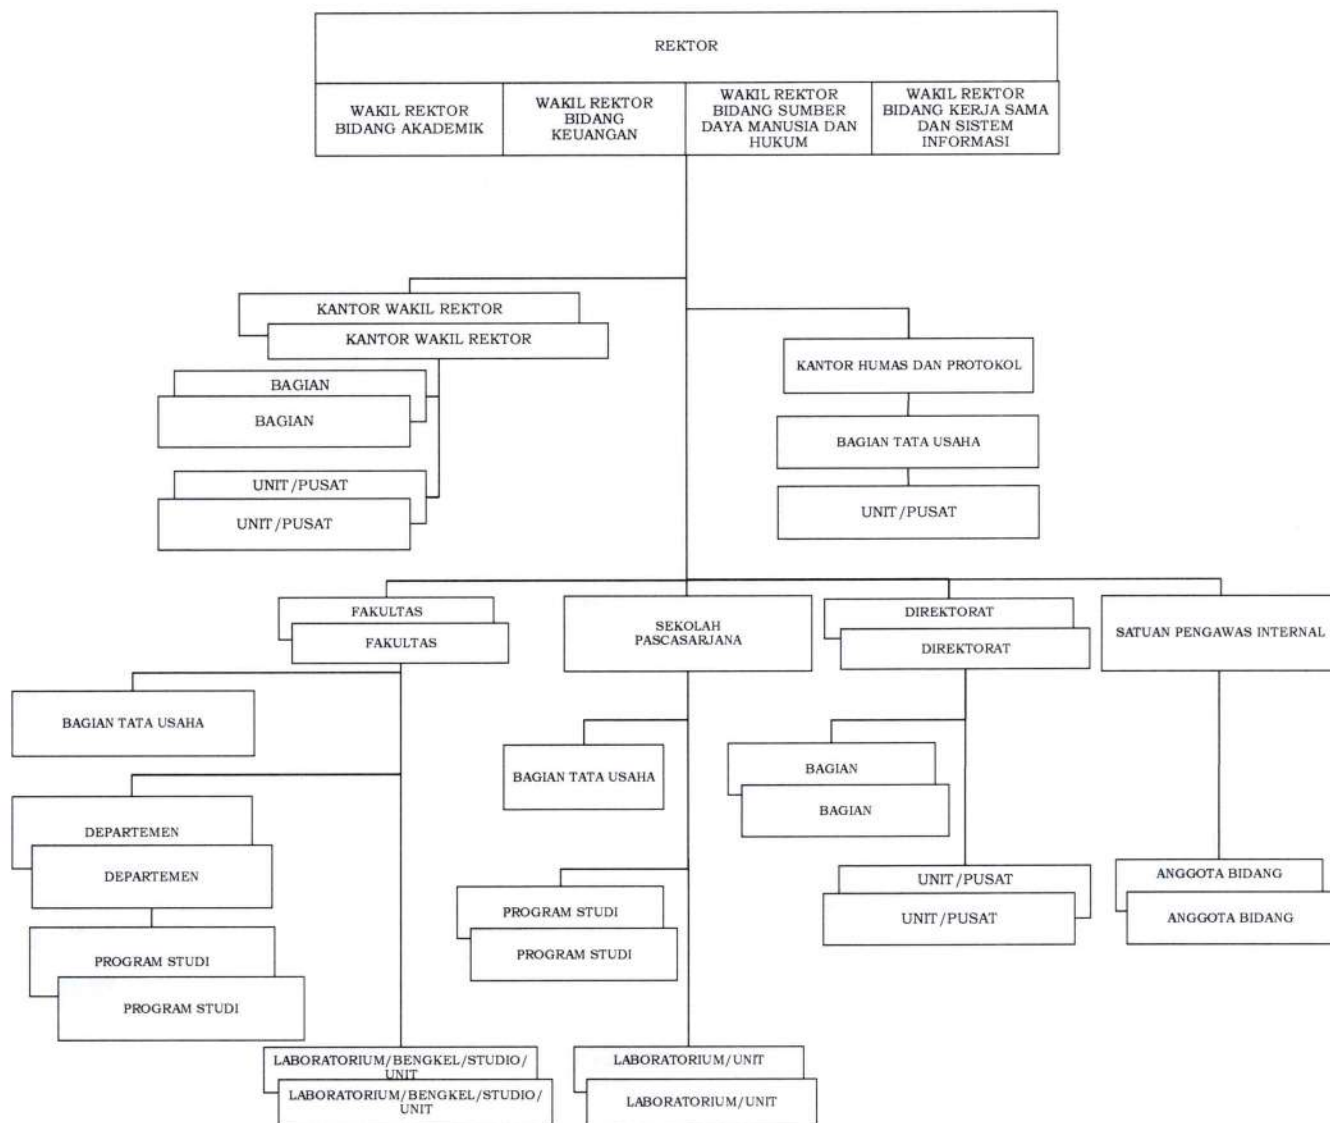 REKTOR
WAKIL REKTOR
BIDANG AKADEMIK
WAKIL REKTOR
BIDANG
KEUANGAN
WAKIL REKTOR
BIDANG SUMBER
DAYA MANUSIA DAN
HUKUM
WAKIL REKTOR
BIDANG KERJA SAMA
DAN SISTEM
INFORMASI
KANTOR WAKIL REKTOR
KANTOR WAKIL REKTOR
BAGIAN
BAGIAN
UNIT/PUSAT
UNIT/PUSAT
KANTOR HUMAS DAN PROTOKOL
BAGIAN TATA USAHA
UNIT/PUSAT
FAKULTAS
FAKULTAS
SEKOLAH
PASCASARJANA
DIREKTORAT
DIREKTORAT
SATUAN PENGAWAS INTERNAL
BAGIAN TATA USAHA
DEPARTEMEN
DEPARTEMEN
PROGRAM STUDI
PROGRAM STUDI
LABORATORIUM/BENGKEL/STUDIO/
UNIT
LABORATORIUM/BENGKEL/STUDIO/
UNIT
BAGIAN TATA USAHA
PROGRAM STUDI
PROGRAM STUDI
LABORATORIUM/UNIT
LABORATORIUM/UNIT
BAGIAN
BAGIAN
UNIT/PUSAT
UNIT/PUSAT
ANGGOTA BIDANG
ANGGOTA BIDANG